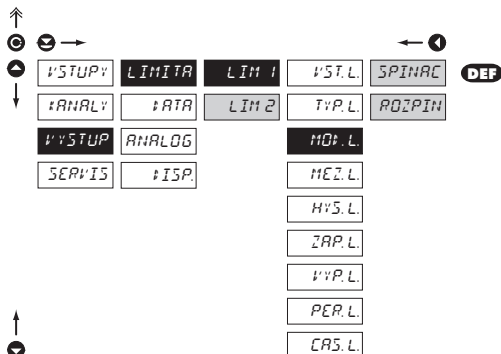 VSTUPY LIMITA LIM 1 VST.L. SPINAC DEF
KANALY DATA LIM 2 TYP.L. ROZPIN
VYSTUP ANALOG MOD.L.
SERVIS DISP. MEZ.L.
HYS.L.
ZAP.L.
VYP.L.
PER.L.
CAS.L.